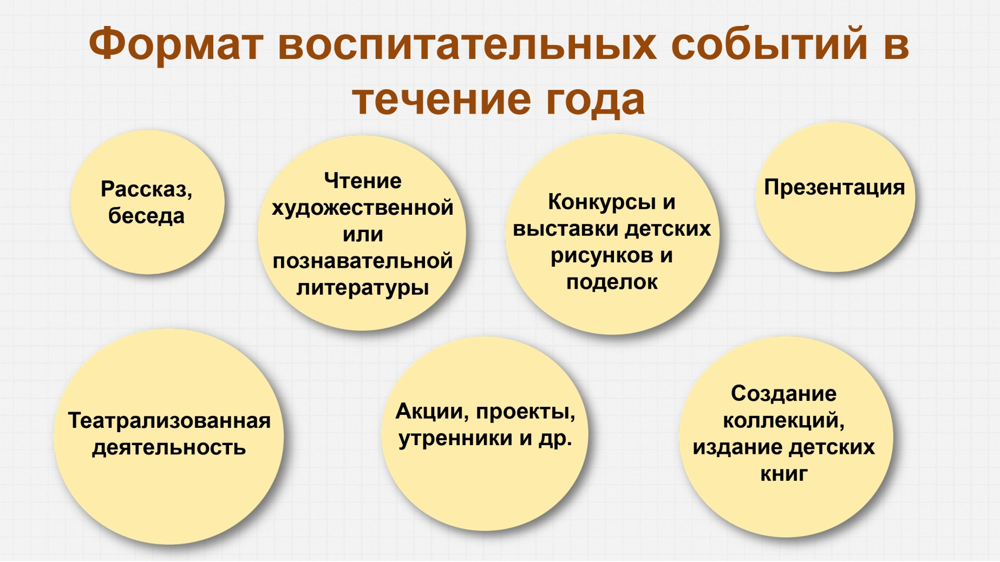 Формат воспитательных событий в
течение года
Рассказ,
беседа
Чтение
художественной
или
познавательной
литературы
Конкурсы и
выставки детских
рисунков и
поделок
Презентация
Театрализованная
деятельность
Акции, проекты,
утренники и др.
Создание
коллекций,
издание детских
книг